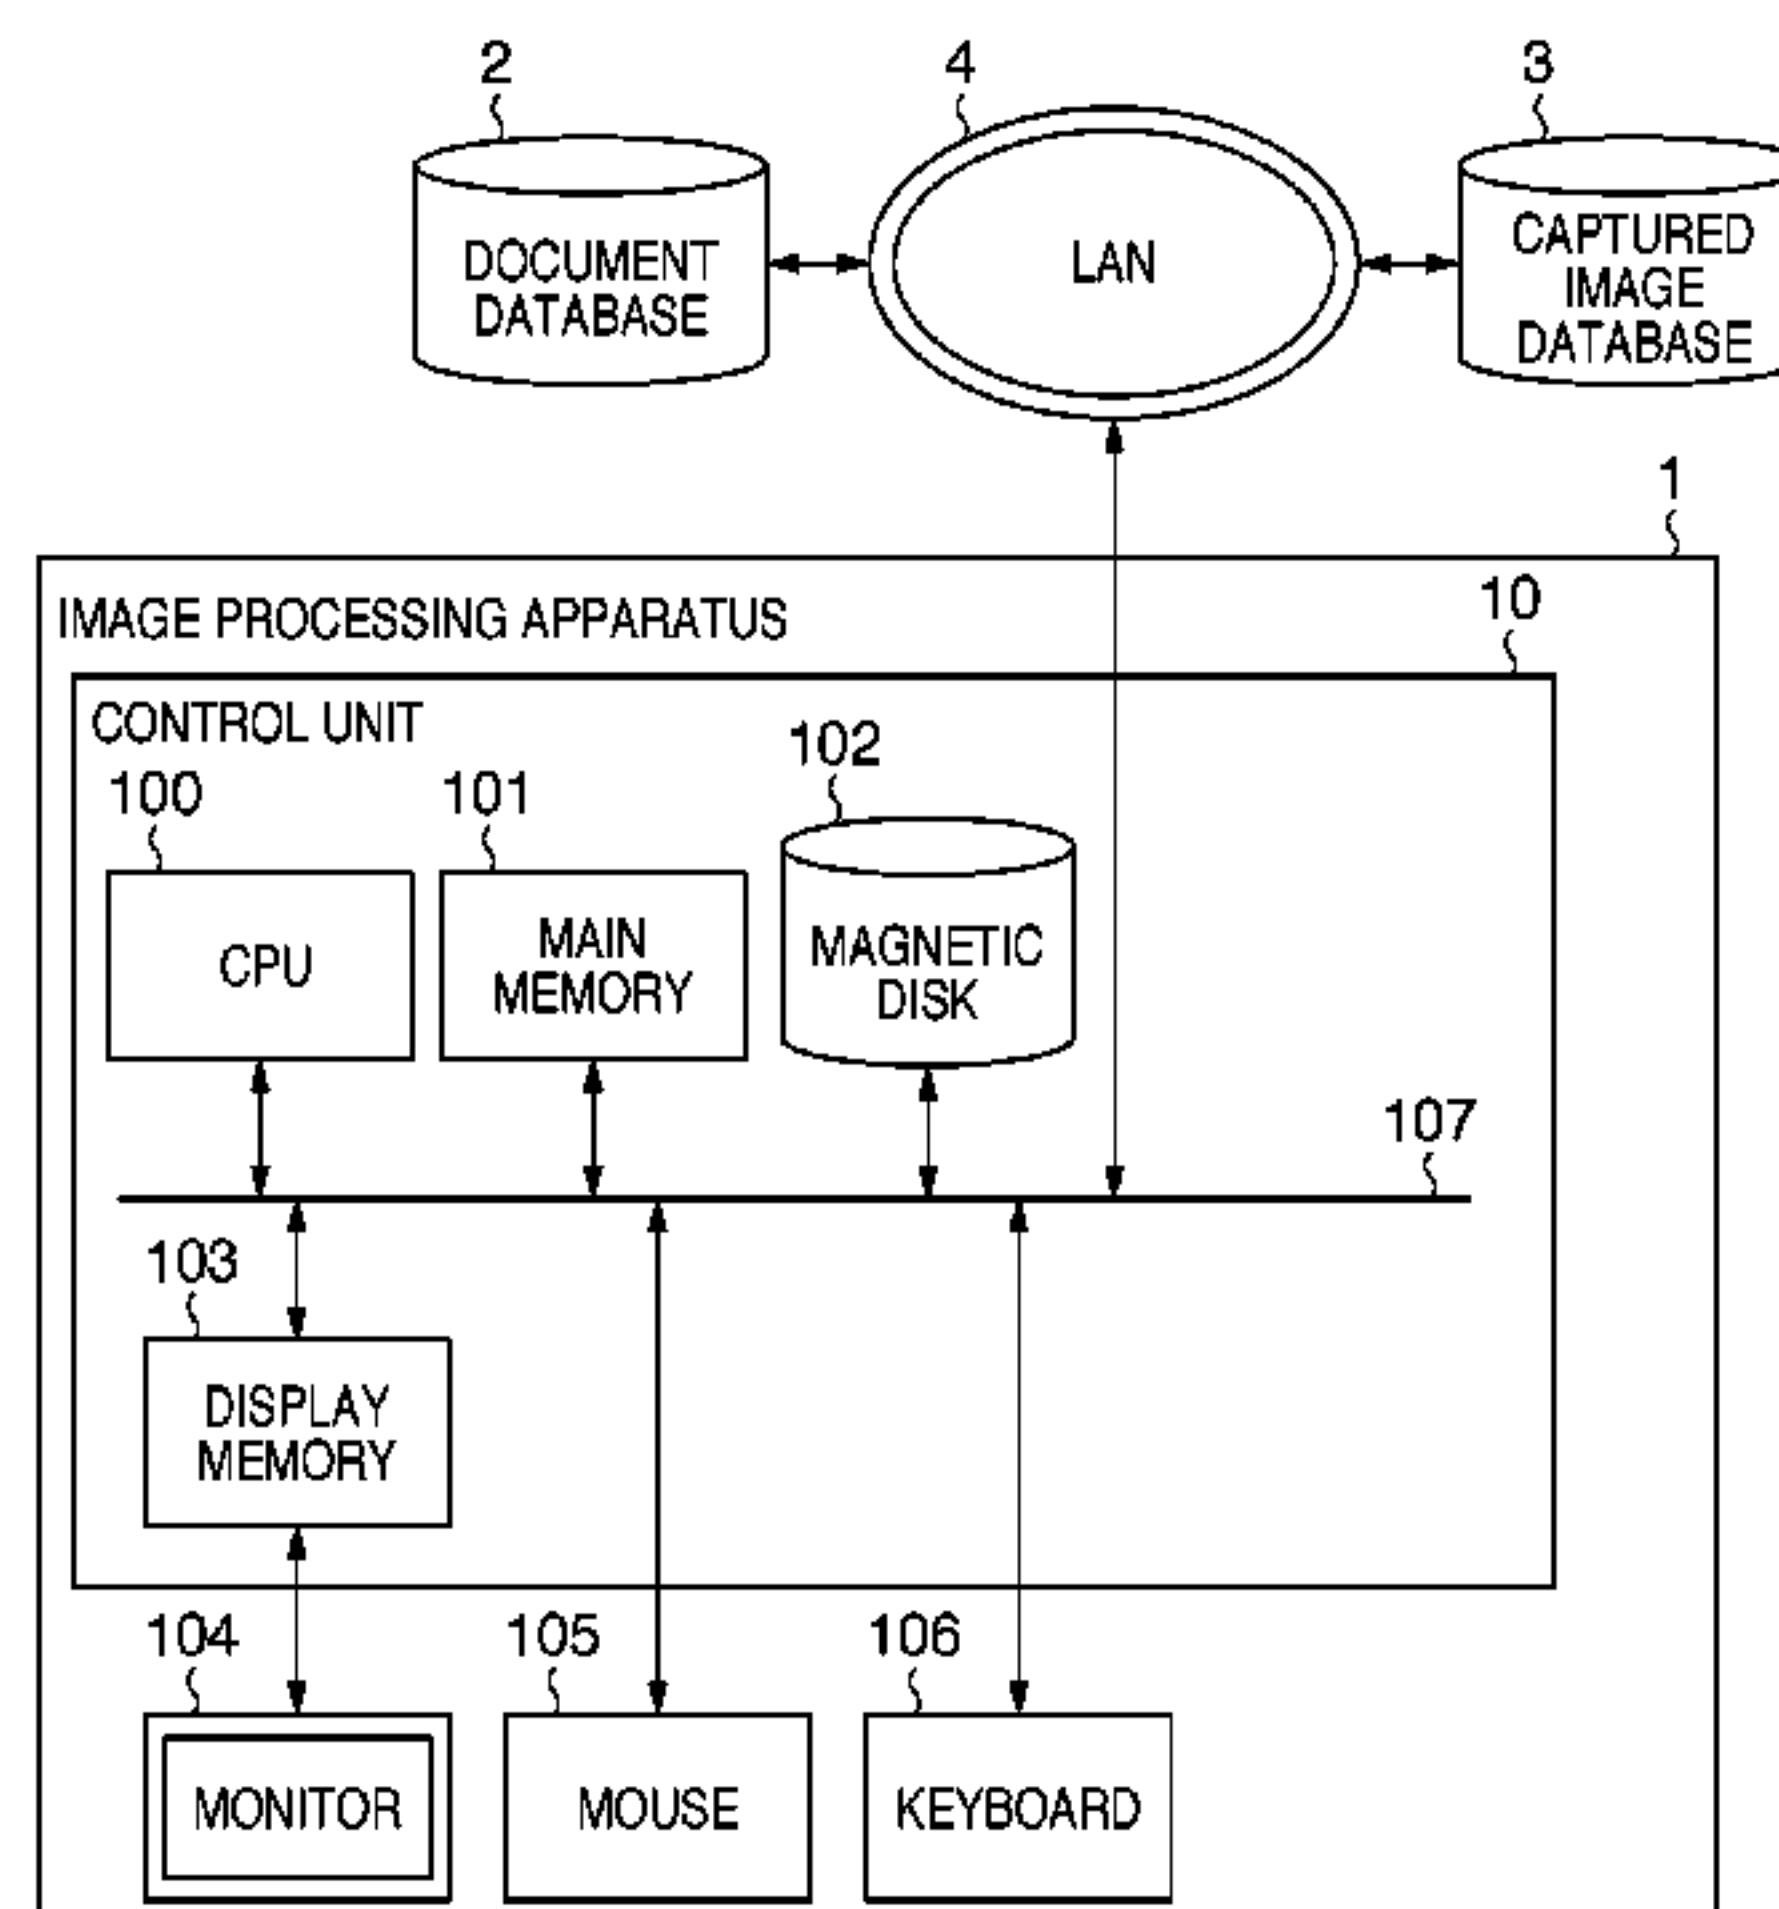 2
4
3
DOCUMENT
DATABASE
LAN
CAPTURED
IMAGE
DATABASE
1
IMAGE PROCESSING APPARATUS
10
CONTROL UNIT
100
101
102
CPU
MAIN
MEMORY
MAGNETIC
DISK
107
103
DISPLAY
MEMORY
104
105
106
MONITOR
MOUSE
KEYBOARD